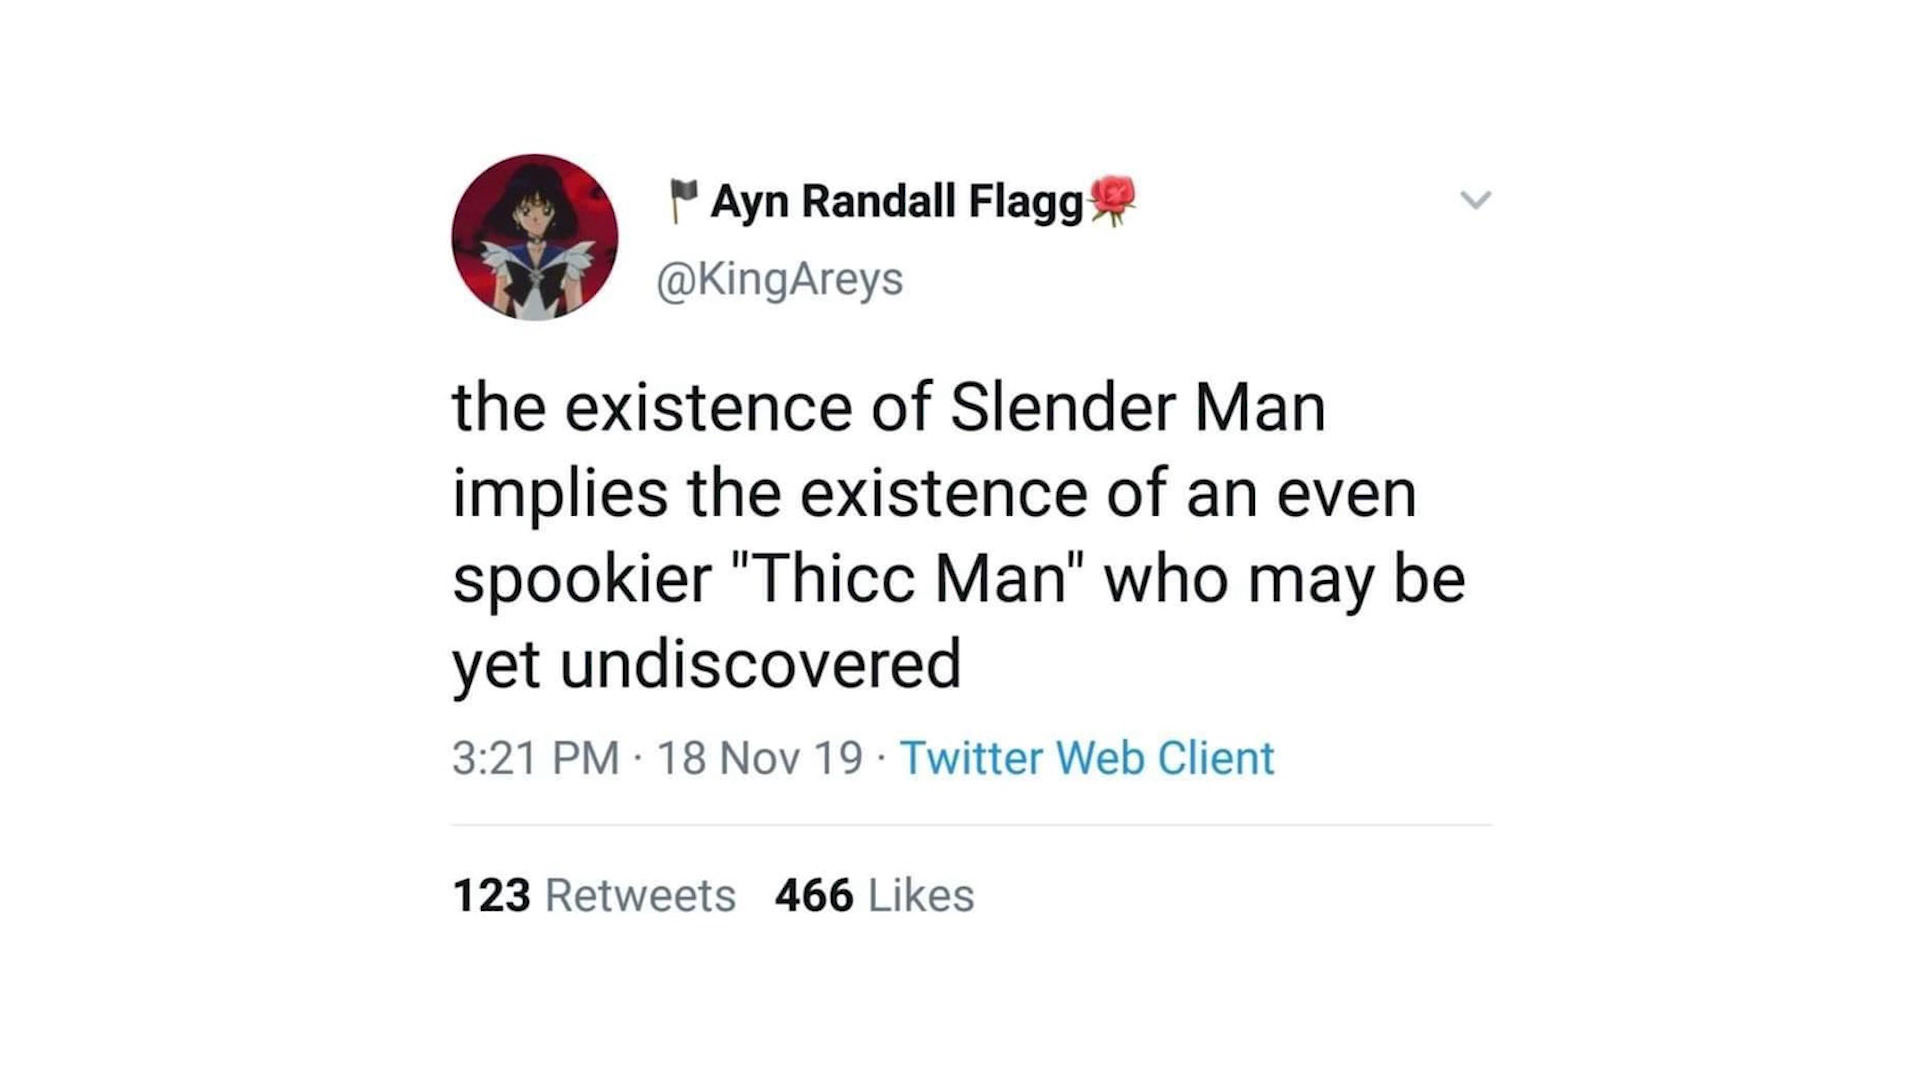 🏴Ayn Randall Flagg🌹
@KingAreys
the existence of Slender Man
implies the existence of an even
spookier "Thicc Man" who may be
yet undiscovered
3:21 PM · 18 Nov 19 · Twitter Web Client
123 Retweets 466 Likes